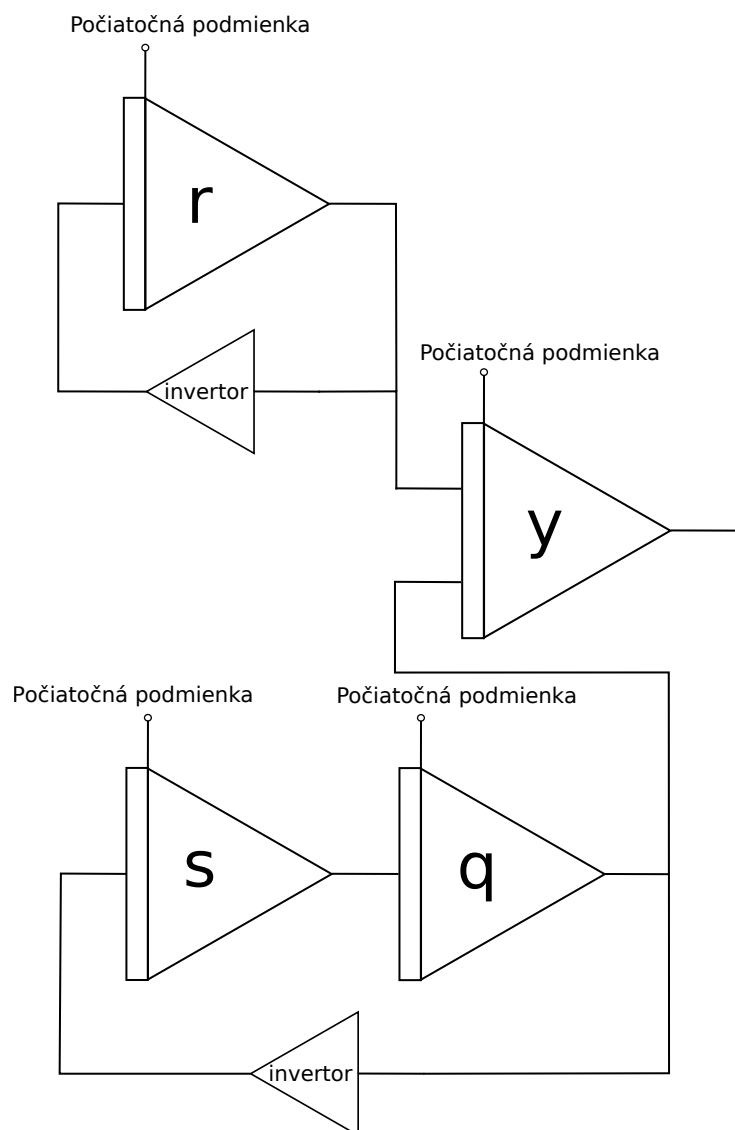 Počiatočná podmienka
r
invertor
Počiatočná podmienka
y
Počiatočná podmienka
Počiatočná podmienka
s
q
invertor